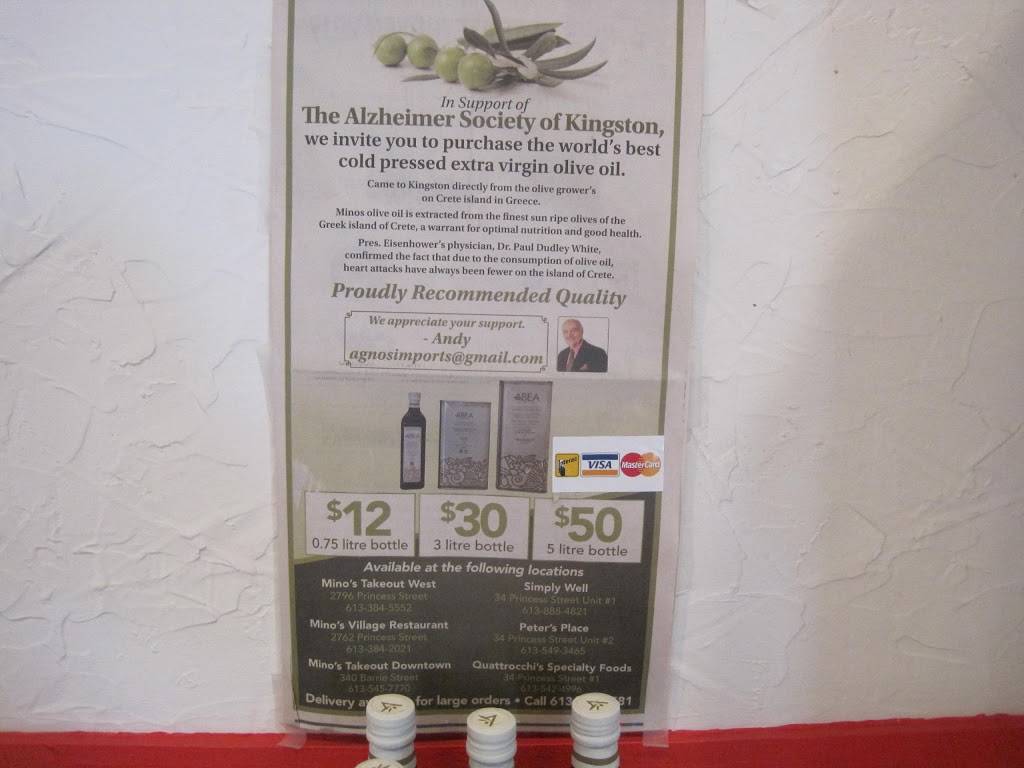 In Support of
The Alzheimer Society of Kingston,
we invite you to purchase the world's best
cold pressed extra virgin olive oil.
Came to Kingston directly from the olive grower's
on Crete island in Greece.
Minos olive oil is extracted from the finest sun ripe olives of the
Greek island of Crete, a warrant for optimal nutrition and good health.
Pres. Eisenhower's physician, Dr. Paul Dudley White,
confirmed the fact that due to the consumption of olive oil,
heart attacks have always been fewer on the island of Crete.
Proudly Recommended Quality
We appreciate your support.
- Andy
agnosimports@gmail.com
VISA MasterCard
$12 $30 $50
0.75 litre bottle 3 litre bottle 5 litre bottle
Available at the following locations
Mino's Takeout West
2796 Princess Street
613-384-5552
Mino's Village Restaurant
2762 Princess Street
613-384-2021
Mino's Takeout Downtown
340 Barrie Street
613-545-7770
Simply Well
34 Princess Street Unit #1
613-885-4821
Peter's Place
34 Princess Street Unit #2
613-549-3465
Quattrocchi's Specialty Foods
34 Princess Street #1
Delivery for large orders • Call 613